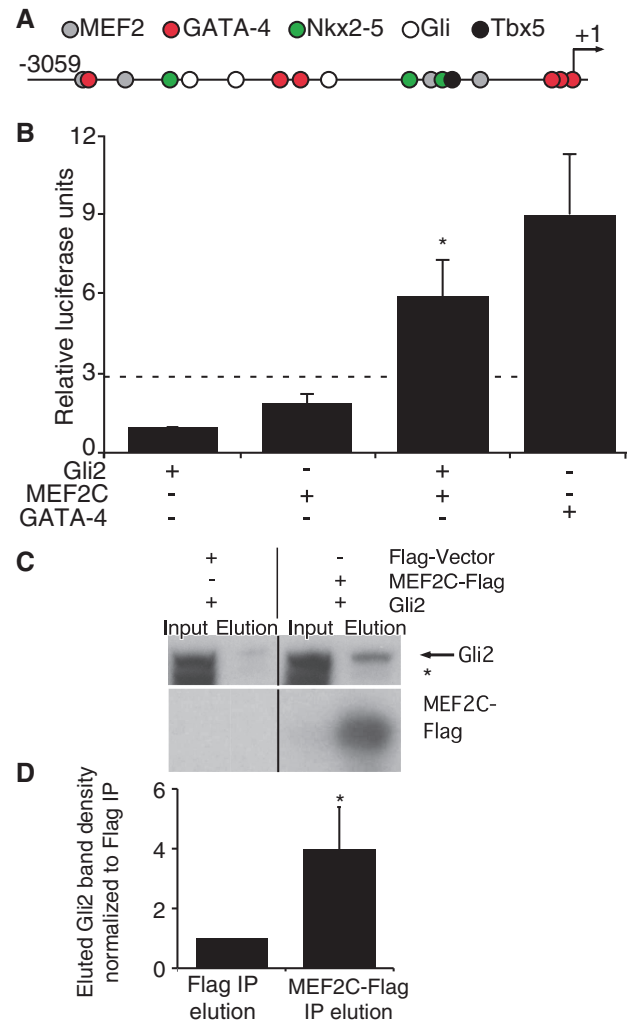 A
MEF2 GATA-4 Nkx2-5 Gli Tbx5
-3059
+1
B
Relative luciferase units
12
9
6
3
0
*
Gli2 + - + -
MEF2C - + + -
GATA-4 - - - +
C
+ - Flag-Vector
- + MEF2C-Flag
+ + Gli2
Input Elution Input Elution
Gli2
*
MEF2C-
Flag
D
Eluted Gli2 band density
normalized to Flag IP
6
4
2
0
*
Flag IP
elution
MEF2C-Flag
IP elution